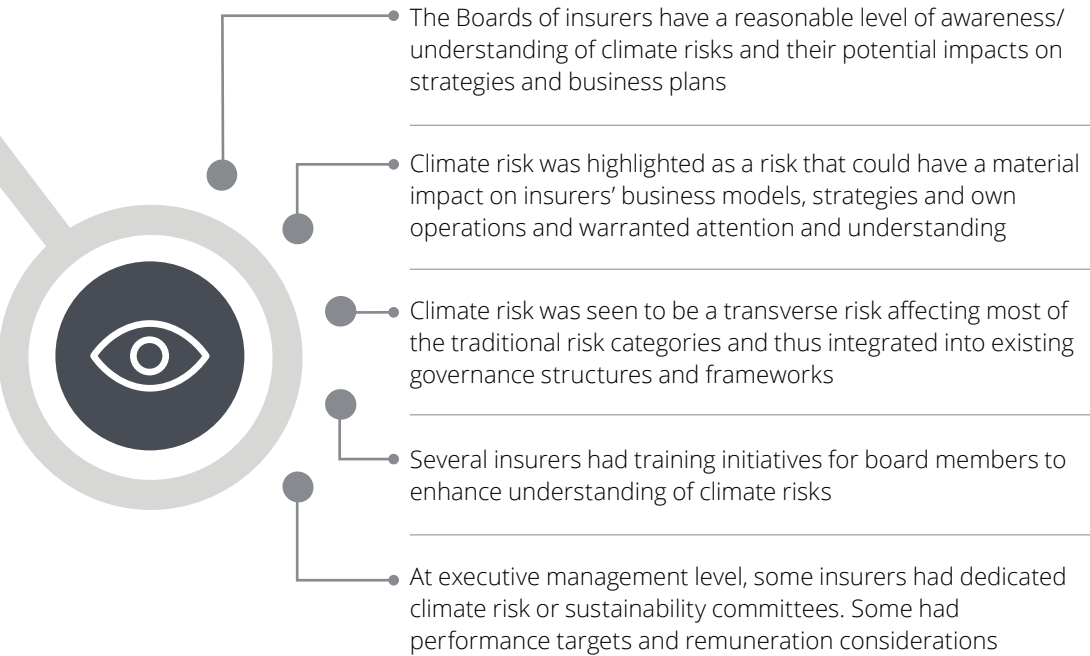 The Boards of insurers have a reasonable level of awareness/
understanding of climate risks and their potential impacts on
strategies and business plans
Climate risk was highlighted as a risk that could have a material
impact on insurers’ business models, strategies and own
operations and warranted attention and understanding
Climate risk was seen to be a transverse risk affecting most of
the traditional risk categories and thus integrated into existing
governance structures and frameworks
Several insurers had training initiatives for board members to
enhance understanding of climate risks
At executive management level, some insurers had dedicated
climate risk or sustainability committees. Some had
performance targets and remuneration considerations